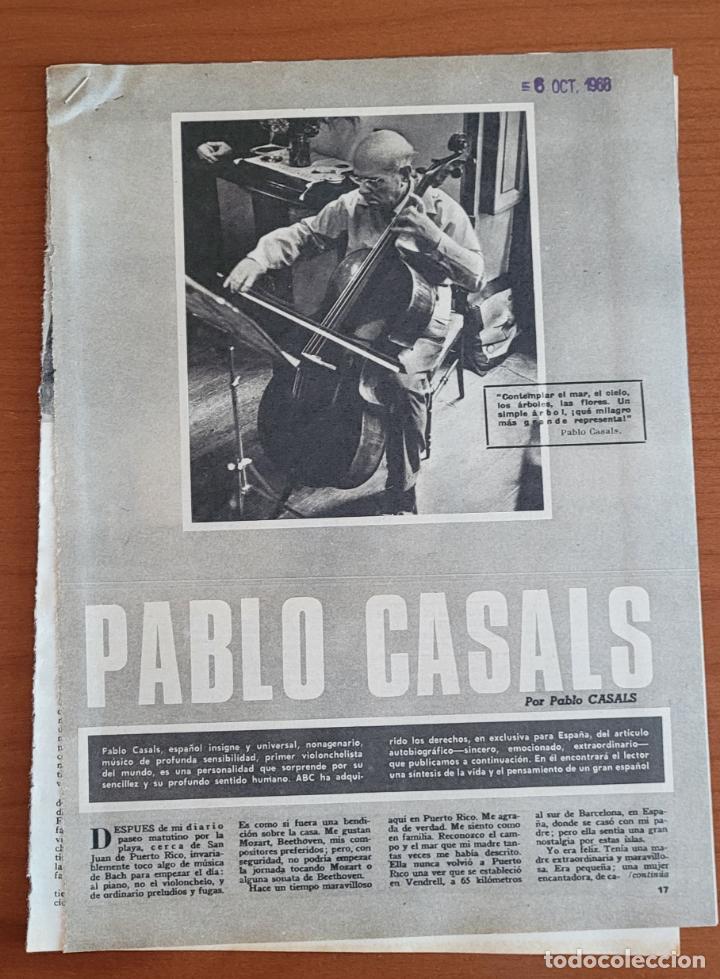 = 6 OCT. 1968
"Contemplar el mar, el cielo,
los árboles, las flores. Un
simple árbol, ¡qué milagro
más grande representa!"
Pablo Casals.
PABLO CASALS
Por Pablo CASALS
Pablo Casals, español insigne y universal, nonagenario,
músico de profunda sensibilidad, primer violonchelista
del mundo, es una personalidad que sorprende por su
sencillez y su profundo sentido humano. ABC ha adqui-
rido los derechos, en exclusiva para España, del artículo
autobiográfico—sincero, emocionado, extraordinario—
que publicamos a continuación. En él encontrará el lector
una síntesis de la vida y el pensamiento de un gran español
DESPUES de mi diario
paseo matutino por la
playa, cerca de San
Juan de Puerto Rico, invaria-
blemente toco algo de música
de Bach para empezar el día:
al piano, no el violonchelo, y
de ordinario preludios y fugas.
Es como si fuera una bendi-
ción sobre la casa. Me gustan
Mozart, Beethoven, mis com-
positores preferidos; pero, con
seguridad, no podría empezar
la jornada tocando Mozart o
alguna sonata de Beethoven.
Hace un tiempo maravilloso
aquí en Puerto Rico. Me agra-
da de verdad. Me siento como
en familia. Reconozco el cam-
po y el mar que mi madre tan-
tas veces me había descrito.
Ella nunca volvió a Puerto
Rico una vez que se estableció
en Vendrell, a 65 kilómetros
al sur de Barcelona, en Espa-
ña, donde se casó con mi pa-
dre; pero ella sentía una gran
nostalgia por estas islas.
Yo era feliz. Tenía una ma-
dre extraordinaria y maravillo-
sa. Era pequeña; una mujer
encantadora, de ca- /continúa
17
todocoleccion